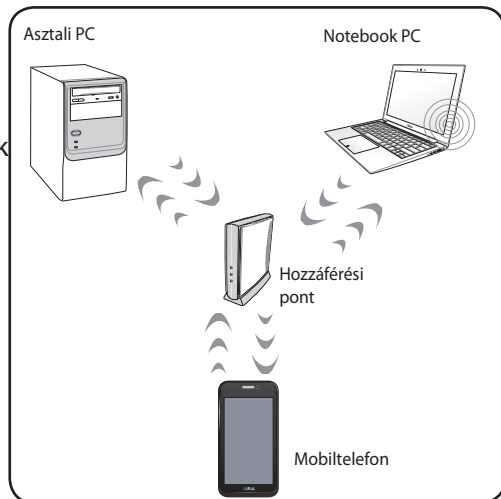 Asztali PC
Notebook PC
k
Hozzáférési
pont
Mobiltelefon